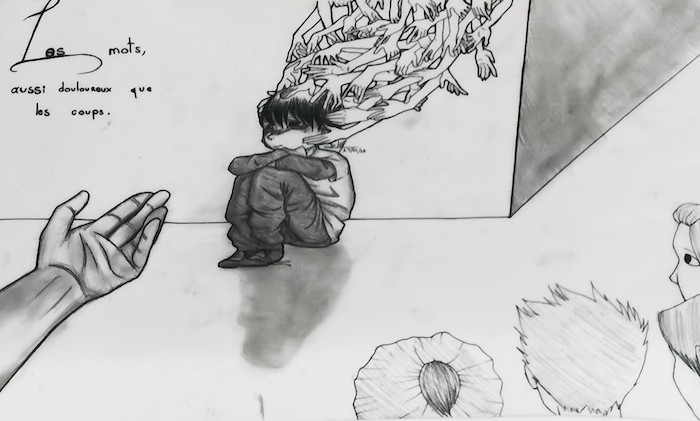 Les mots,
aussi douloureux que
les coups.